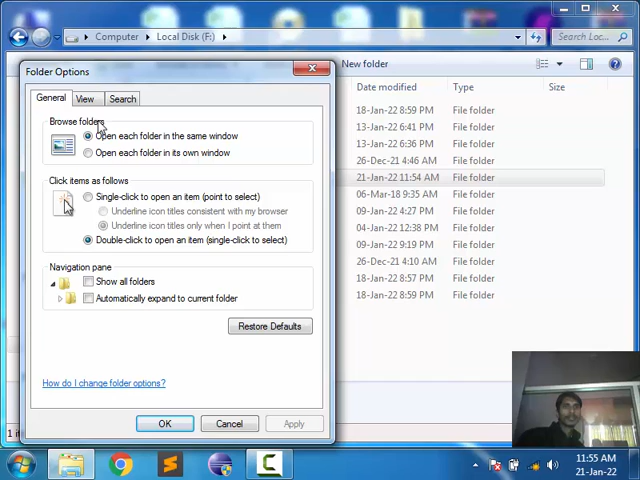 Computer
Local Disk (F:)
Search Loc...
Folder Options
New folder
General
View
Search
Date modified
Type
Size
Browse folders
Open each folder in the same window
Open each folder in its own window
Click items as follows
Single-click to open an item (point to select)
Underline icon titles consistent with my browser
Underline icon titles only when I point at them
Double-click to open an item (single-click to select)
Navigation pane
Show all folders
Automatically expand to current folder
Restore Defaults
How do I change folder options?
OK
Cancel
Apply
18-Jan-22 8:59 PM File folder
13-Jan-22 6:41 PM File folder
13-Jan-22 6:36 PM File folder
26-Dec-21 4:46 PM File folder
21-Jan-22 11:54 AM File folder
06-Mar-18 9:35 AM File folder
09-Jan-22 4:27 PM File folder
04-Jan-22 12:38 PM File folder
09-Jan-22 9:19 PM File folder
26-Dec-21 4:10 PM File folder
18-Jan-22 8:57 PM File folder
18-Jan-22 8:59 PM File folder
11:55 AM
21-Jan-22